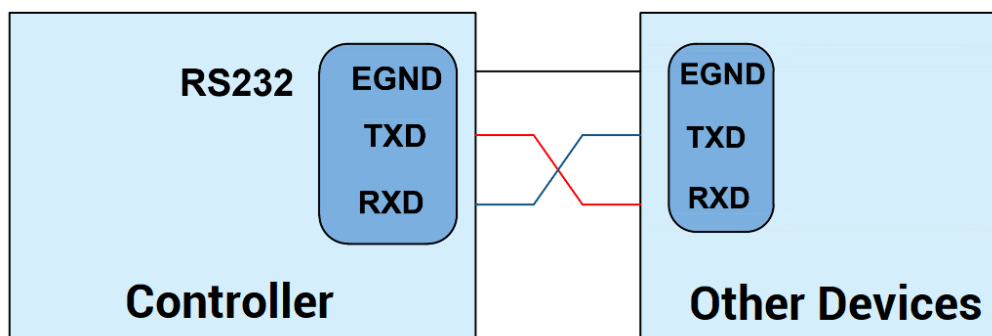 RS232
EGND
TXD
RXD
Controller
EGND
TXD
RXD
Other Devices